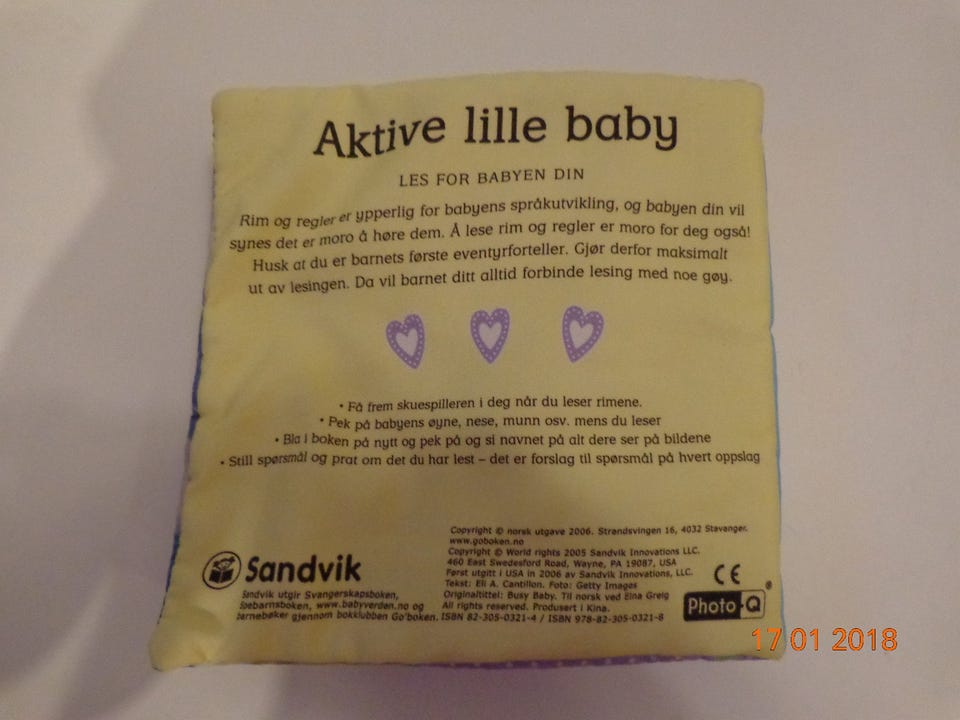 Aktive lille baby
LES FOR BABYEN DIN
Rim og regler er ypperlig for babyens språkutvikling, og babyen din vil
synes det er moro å høre dem. Å lese rim og regler er moro for deg også!
Husk at du er barnets første eventyrforteller. Gjør derfor maksimalt
ut av lesingen. Da vil barnet ditt alltid forbinde lesing med noe gøy.
• Få frem skuespilleren i deg når du leser rimene.
• Pek på babyens øyne, nese, munn osv. mens du leser
• Bla i boken på nytt og pek på og si navnet på alt dere ser på bildene
• Still spørsmål og prat om det du har lest – det er forslag til spørsmål på hvert oppslag
Sandvik
Sandvik utgir Svangerskapsboken,
Spebarnsboken, www.babyverden.no og
barnebøker gjennom bokklubben Go'boken.
Copyright © norsk utgave 2006. Strandsvingen 16, 4032 Stavanger.
www.goboken.no
Copyright © World rights 2005 Sandvik Innovations LLC.
460 East Swedesford Road, Wayne, PA 19087, USA
Først utgitt i USA in 2006 av Sandvik Innovations, LLC.
Tekst: Eli A. Cantillon. Foto: Getty Images
Originaltittel: Busy Baby. Til norsk ved Elna Greig
All rights reserved. Produsert i Kina.
ISBN 82-305-0321-4 / ISBN 978-82-305-0321-8
CE
Photo-Q®
17 01 2018